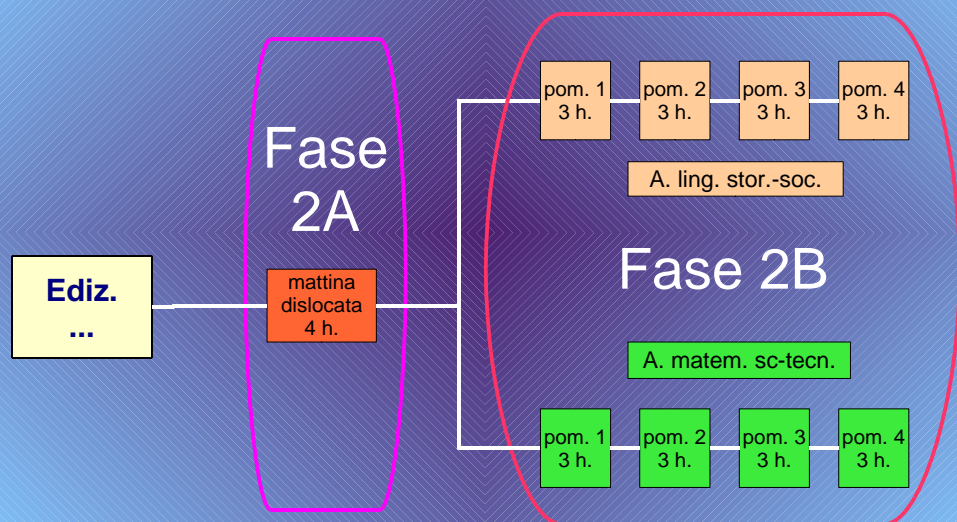 Ediz.
...
Fase
2A
mattina
dislocata
4 h.
pom. 1
3 h.
pom. 2
3 h.
pom. 3
3 h.
pom. 4
3 h.
A. ling. stor.-soc.
Fase 2B
A. matem. sc-tecn.
pom. 1
3 h.
pom. 2
3 h.
pom. 3
3 h.
pom. 4
3 h.